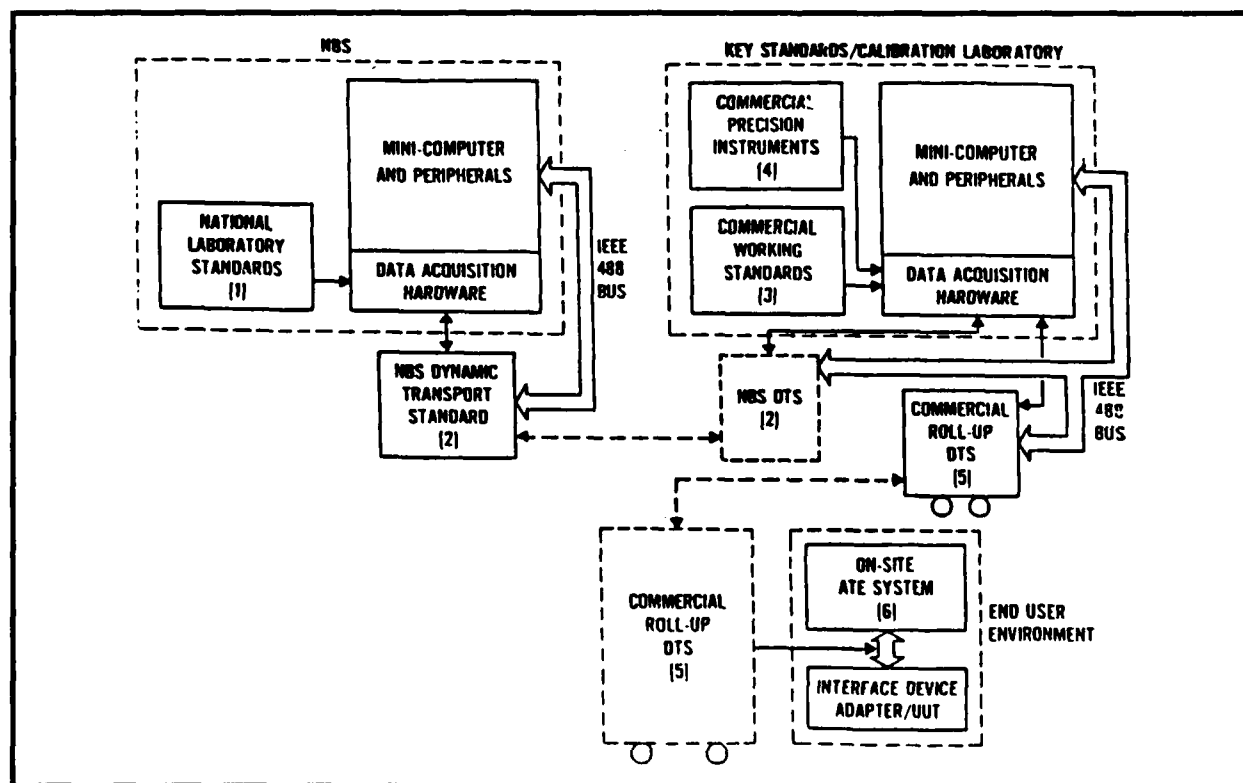 NBS
MINI-COMPUTER
AND PERIPHERALS
NATIONAL
LABORATORY
STANDARDS
(1)
DATA ACQUISITION
HARDWARE
IEEE
488
BUS
NBS DYNAMIC
TRANSPORT
STANDARD
(2)
KEY STANDARDS/CALIBRATION LABORATORY
COMMERCIAL
PRECISION
INSTRUMENTS
(4)
MINI-COMPUTER
AND PERIPHERALS
COMMERCIAL
WORKING
STANDARDS
(3)
DATA ACQUISITION
HARDWARE
NBS DTS
(2)
COMMERCIAL
ROLL-UP
DTS
(5)
IEEE
488
BUS
COMMERCIAL
ROLL-UP
DTS
(5)
ON-SITE
ATE SYSTEM
(6)
INTERFACE DEVICE
ADAPTER/UUT
END USER
ENVIRONMENT